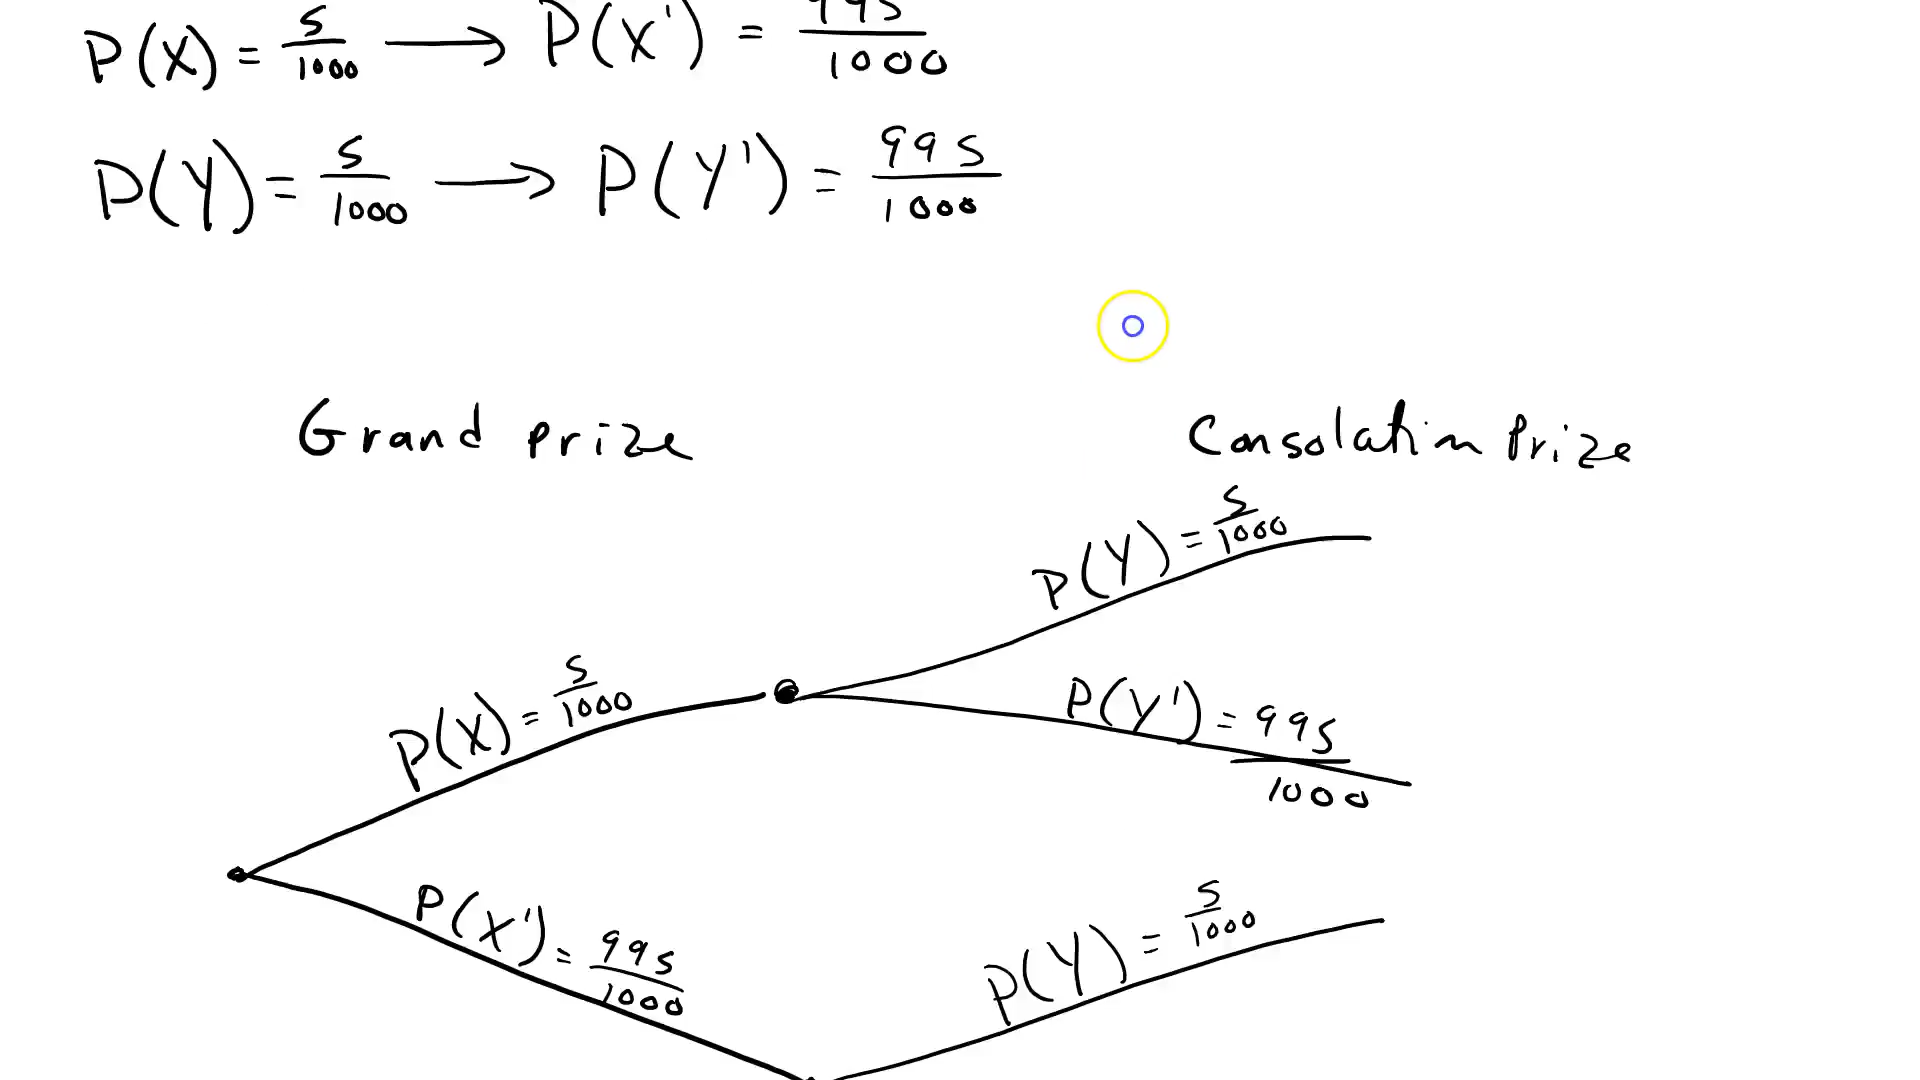 P(X) = 5/1000 → P(X') = 995/1000
P(Y) = 5/1000 → P(Y') = 995/1000
Grand prize
Consolation Prize
P(Y) = 5/1000
P(X) = 5/1000
P(Y') = 995/1000
P(X') = 995/1000
P(Y) = 5/1000